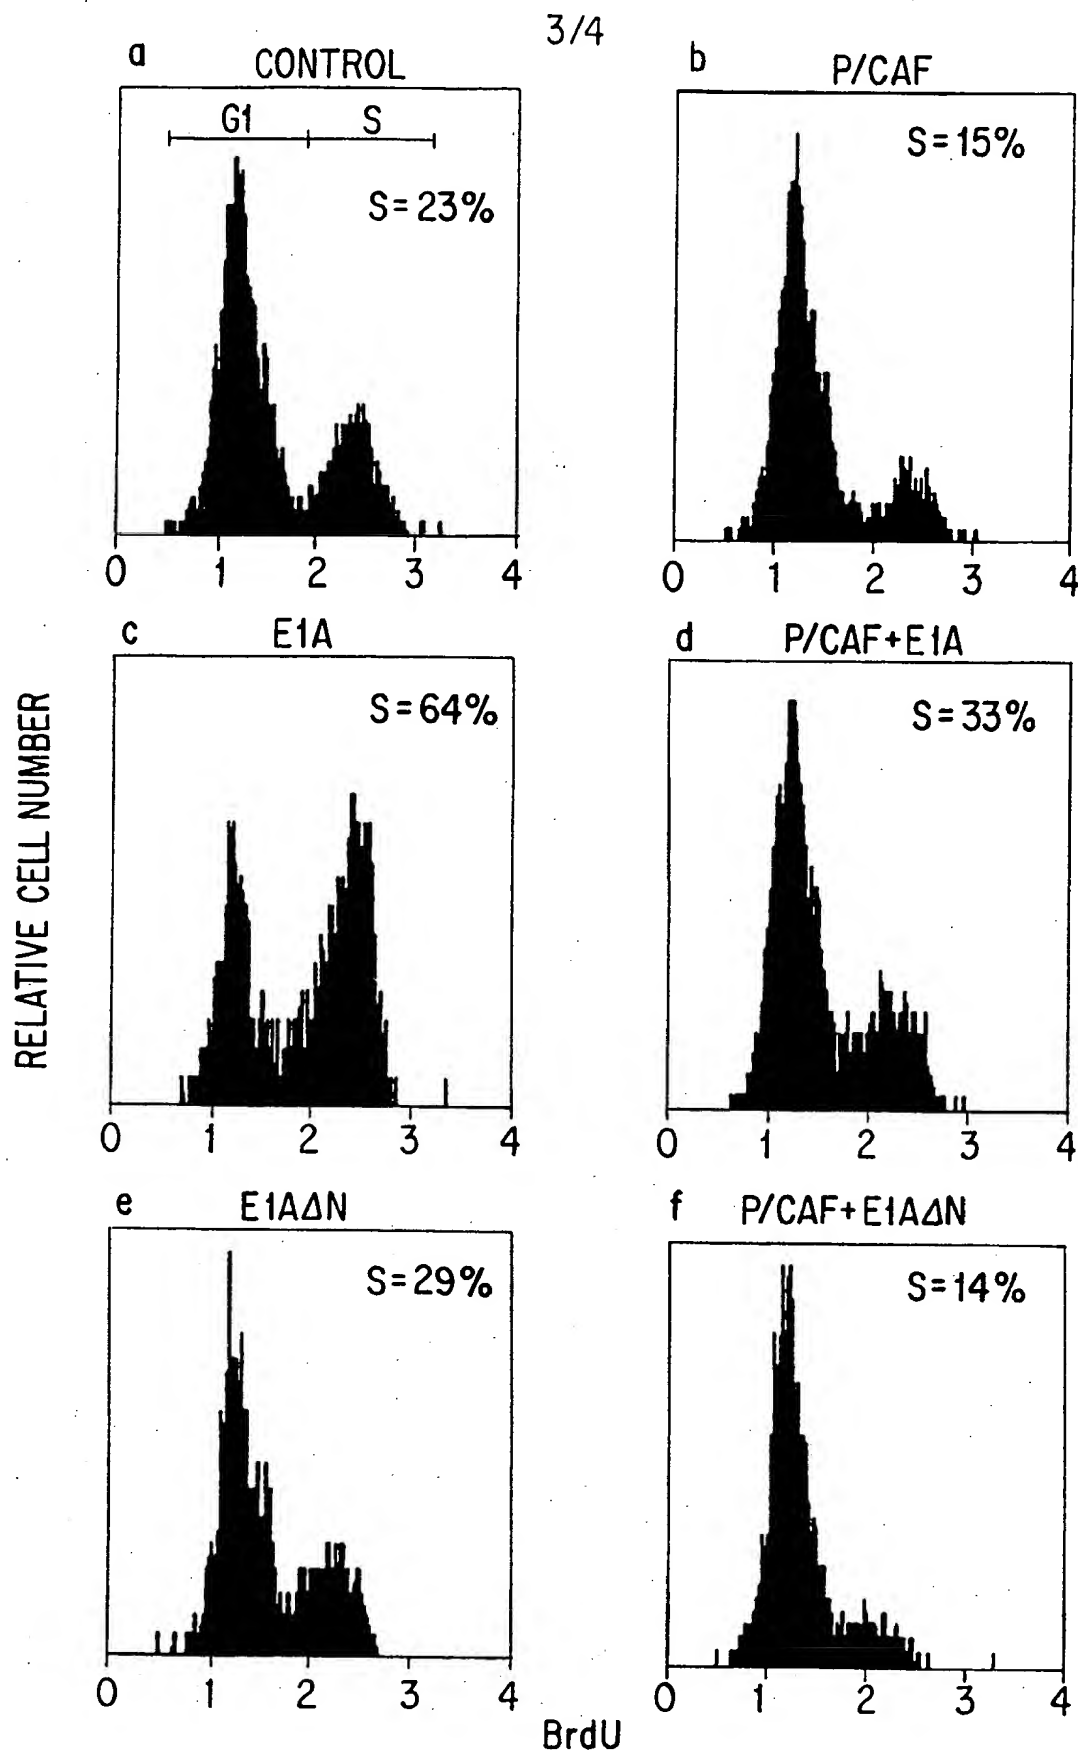 3/4
a CONTROL
G1 S
S=23%
0 1 2 3 4
b P/CAF
S=15%
0 1 2 3 4
c E1A
S=64%
0 1 2 3 4
d P/CAF+E1A
S=33%
0 1 2 3 4
e E1AΔN
S=29%
0 1 2 3 4
f P/CAF+E1AΔN
S=14%
0 1 2 3 4
RELATIVE CELL NUMBER
BrdU